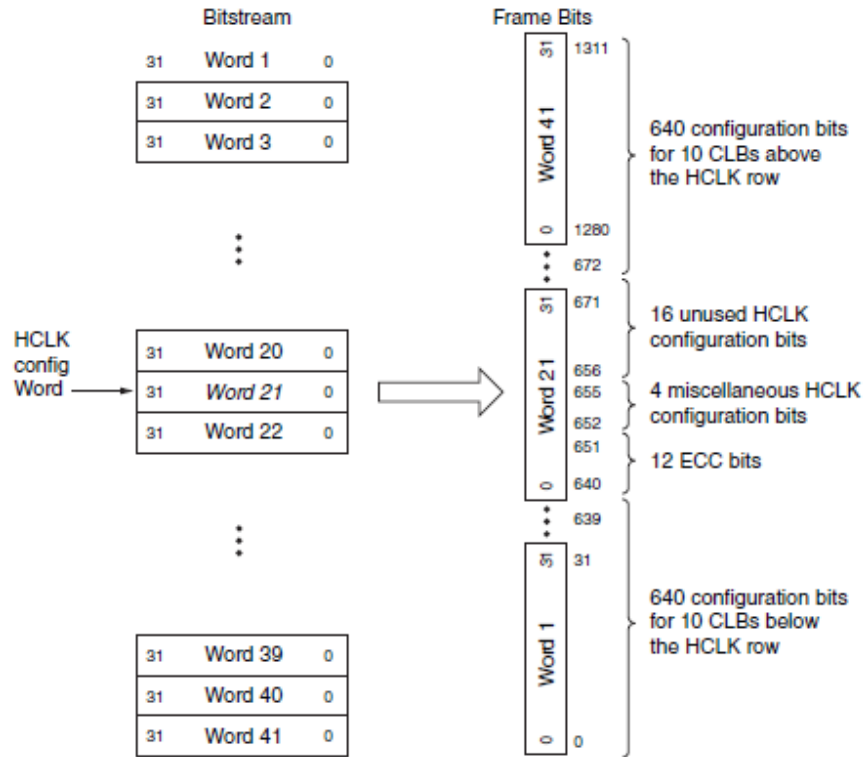 Bitstream
31 Word 1 0
31 Word 2 0
31 Word 3 0
HCLK
config
Word
31 Word 20 0
31 Word 21 0
31 Word 22 0
31 Word 39 0
31 Word 40 0
31 Word 41 0
Frame Bits
31 1311
Word 41
0 1280
672
31 671
656
Word 21
655
652
651
0 640
639
31 31
Word 1
0 0
640 configuration bits
for 10 CLBs above
the HCLK row
16 unused HCLK
configuration bits
4 miscellaneous HCLK
configuration bits
12 ECC bits
640 configuration bits
for 10 CLBs below
the HCLK row